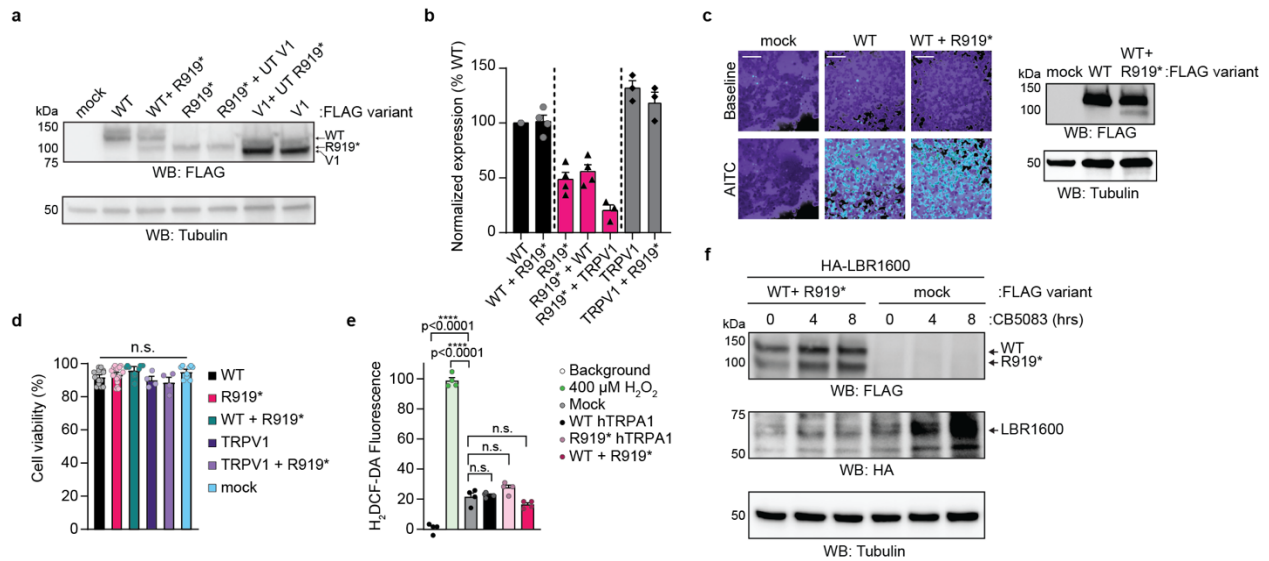 a
mock
WT
WT+ R919*
R919*
R919* + UT V1
V1+ UT R919*
V1
:FLAG variant
kDa
150
100
75
WT
R919*
V1
WB: FLAG
50
WB: Tubulin
b
Normalized expression (% WT)
150
100
50
0
WT
WT + R919*
R919*
R919* + WT
R919* + TRPV1
TRPV1
TRPV1 + R919*
c
mock
WT
WT + R919*
Baseline
AITC
kDa
mock
WT
WT+
R919*
:FLAG variant
150
100
WB: FLAG
50
WB: Tubulin
d
n.s.
Cell viability (%)
100
80
60
40
20
0
WT
R919*
WT + R919*
TRPV1
TRPV1 + R919*
mock
e
****
p<0.0001
****
p<0.0001
H2DCF-DA Fluorescence
100
80
60
40
20
0
n.s.
n.s.
n.s.
Background
400 µM H2O2
Mock
WT hTRPA1
R919* hTRPA1
WT + R919*
f
HA-LBR1600
WT+ R919*
mock
:FLAG variant
0 4 8 0 4 8 :CB5083 (hrs)
kDa
150
100
WT
R919*
WB: FLAG
75
50
LBR1600
WB: HA
50
WB: Tubulin